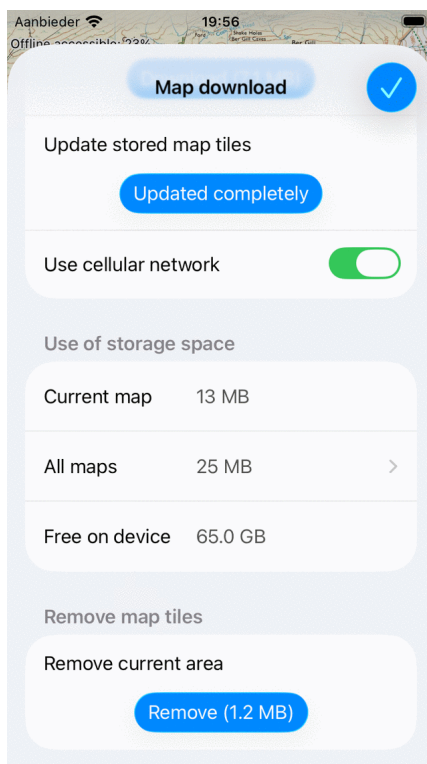 Aanbieder 19:56
Offline accessible: 23%
Map download
Update stored map tiles
Updated completely
Use cellular network
Use of storage space
Current map 13 MB
All maps 25 MB
Free on device 65.0 GB
Remove map tiles
Remove current area
Remove (1.2 MB)